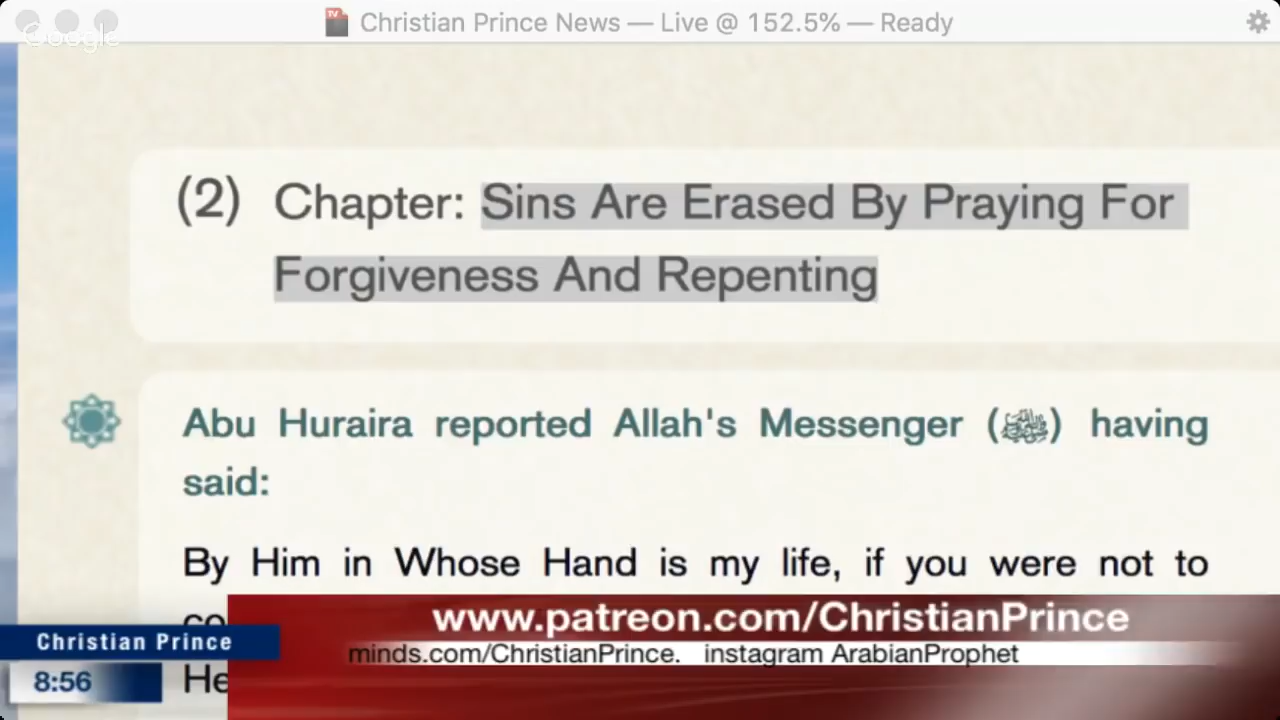 Christian Prince News — Live @ 152.5% — Ready
Google
(2) Chapter: Sins Are Erased By Praying For
Forgiveness And Repenting
Abu Huraira reported Allah's Messenger (ﷺ) having
said:
By Him in Whose Hand is my life, if you were not to
www.patreon.com/ChristianPrince
Christian Prince
minds.com/ChristianPrince. instagram ArabianProphet
8:56
He